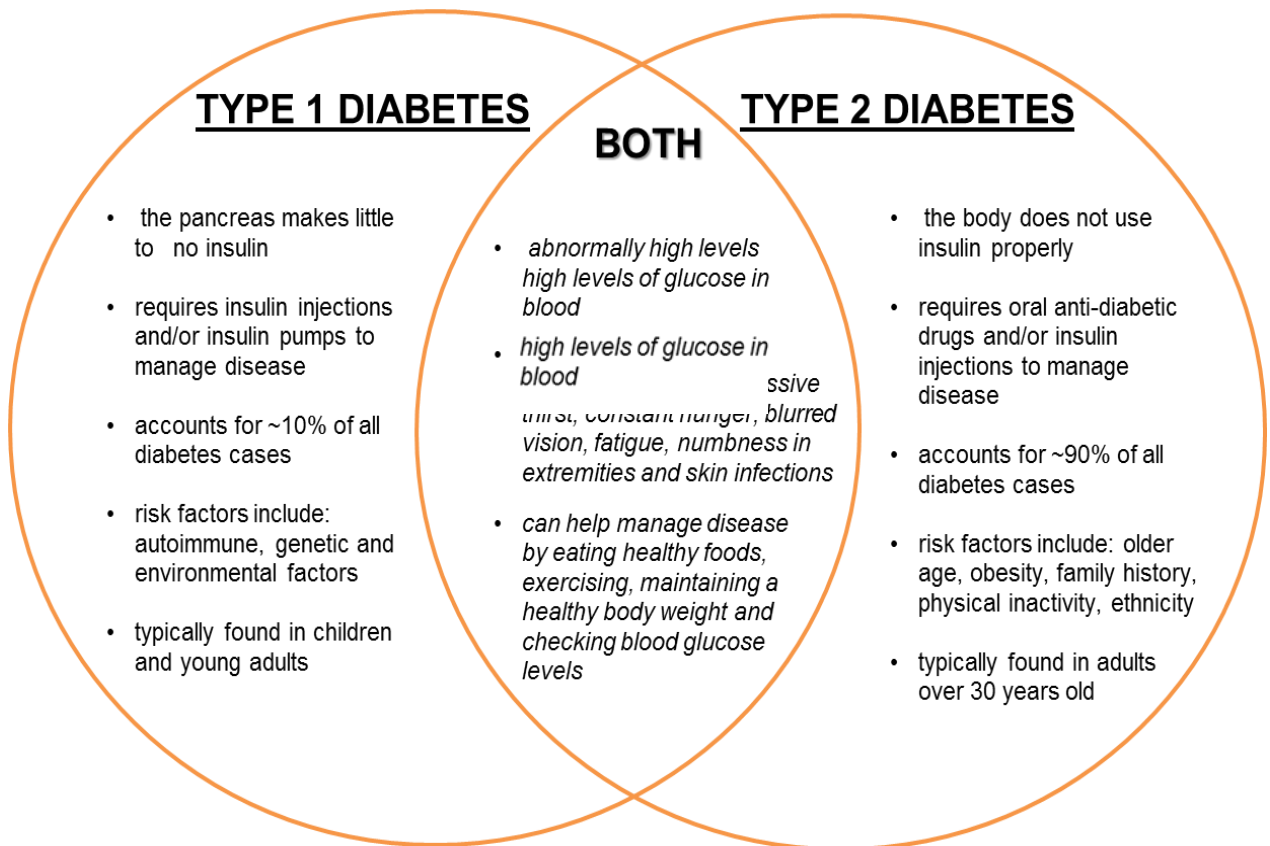 TYPE 1 DIABETES
the pancreas makes little
to no insulin
requires insulin injections
and/or insulin pumps to
manage disease
accounts for ~10% of all
diabetes cases
risk factors include:
autoimmune, genetic and
environmental factors
typically found in children
and young adults
BOTH
abnormally high levels
high levels of glucose in
blood
high levels of glucose in
blood
ssive
thirst, constant hunger, blurred
vision, fatigue, numbness in
extremities and skin infections
can help manage disease
by eating healthy foods,
exercising, maintaining a
healthy body weight and
checking blood glucose
levels
TYPE 2 DIABETES
the body does not use
insulin properly
requires oral anti-diabetic
drugs and/or insulin
injections to manage
disease
accounts for ~90% of all
diabetes cases
risk factors include: older
age, obesity, family history,
physical inactivity, ethnicity
typically found in adults
over 30 years old